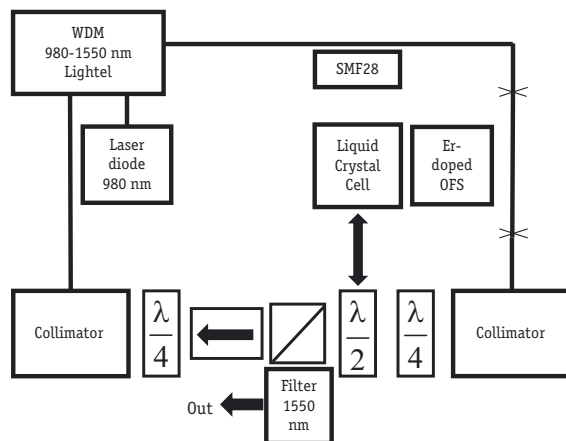 WDM
980-1550 nm
Lightel
SMF28
Laser
diode
980 nm
Liquid
Crystal
Cell
Er-
doped
OFS
Collimator
λ
4
λ
2
λ
4
Collimator
Filter
1550
nm
Out